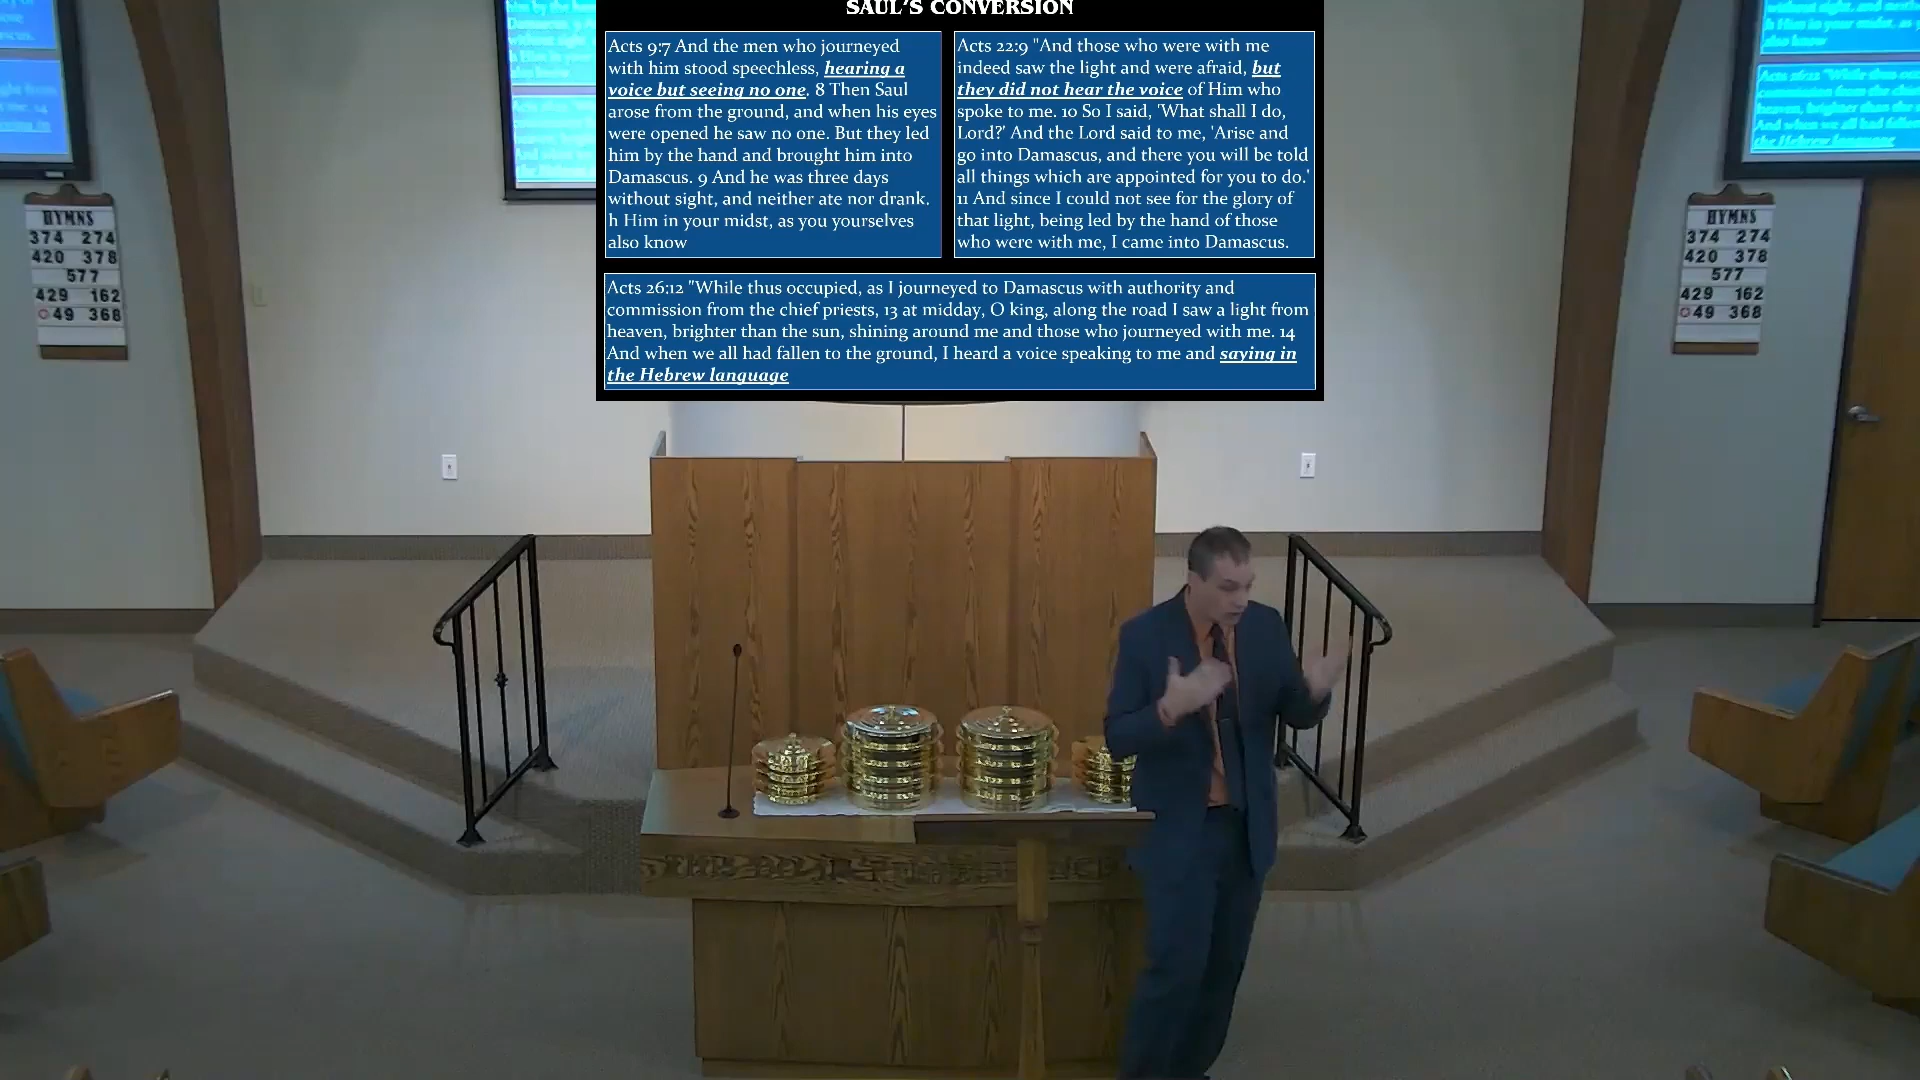 SAUL'S CONVERSION
Acts 9:7 And the men who journeyed
with him stood speechless, hearing a
voice but seeing no one. 8 Then Saul
arose from the ground, and when his eyes
were opened he saw no one. But they led
him by the hand and brought him into
Damascus. 9 And he was three days
without sight, and neither ate nor drank.
h Him in your midst, as you yourselves
also know
Acts 22:9 "And those who were with me
indeed saw the light and were afraid, but
they did not hear the voice of Him who
spoke to me. 10 So I said, 'What shall I do,
Lord?' And the Lord said to me, 'Arise and
go into Damascus, and there you will be told
all things which are appointed for you to do.'
11 And since I could not see for the glory of
that light, being led by the hand of those
who were with me, I came into Damascus.
Acts 26:12 "While thus occupied, as I journeyed to Damascus with authority and
commission from the chief priests, 13 at midday, O king, along the road I saw a light from
heaven, brighter than the sun, shining around me and those who journeyed with me. 14
And when we all had fallen to the ground, I heard a voice speaking to me and saying in
the Hebrew language
HYMNS
374 274
420 378
577
429 162
49 368
HYMNS
374 274
420 378
577
429 162
49 368